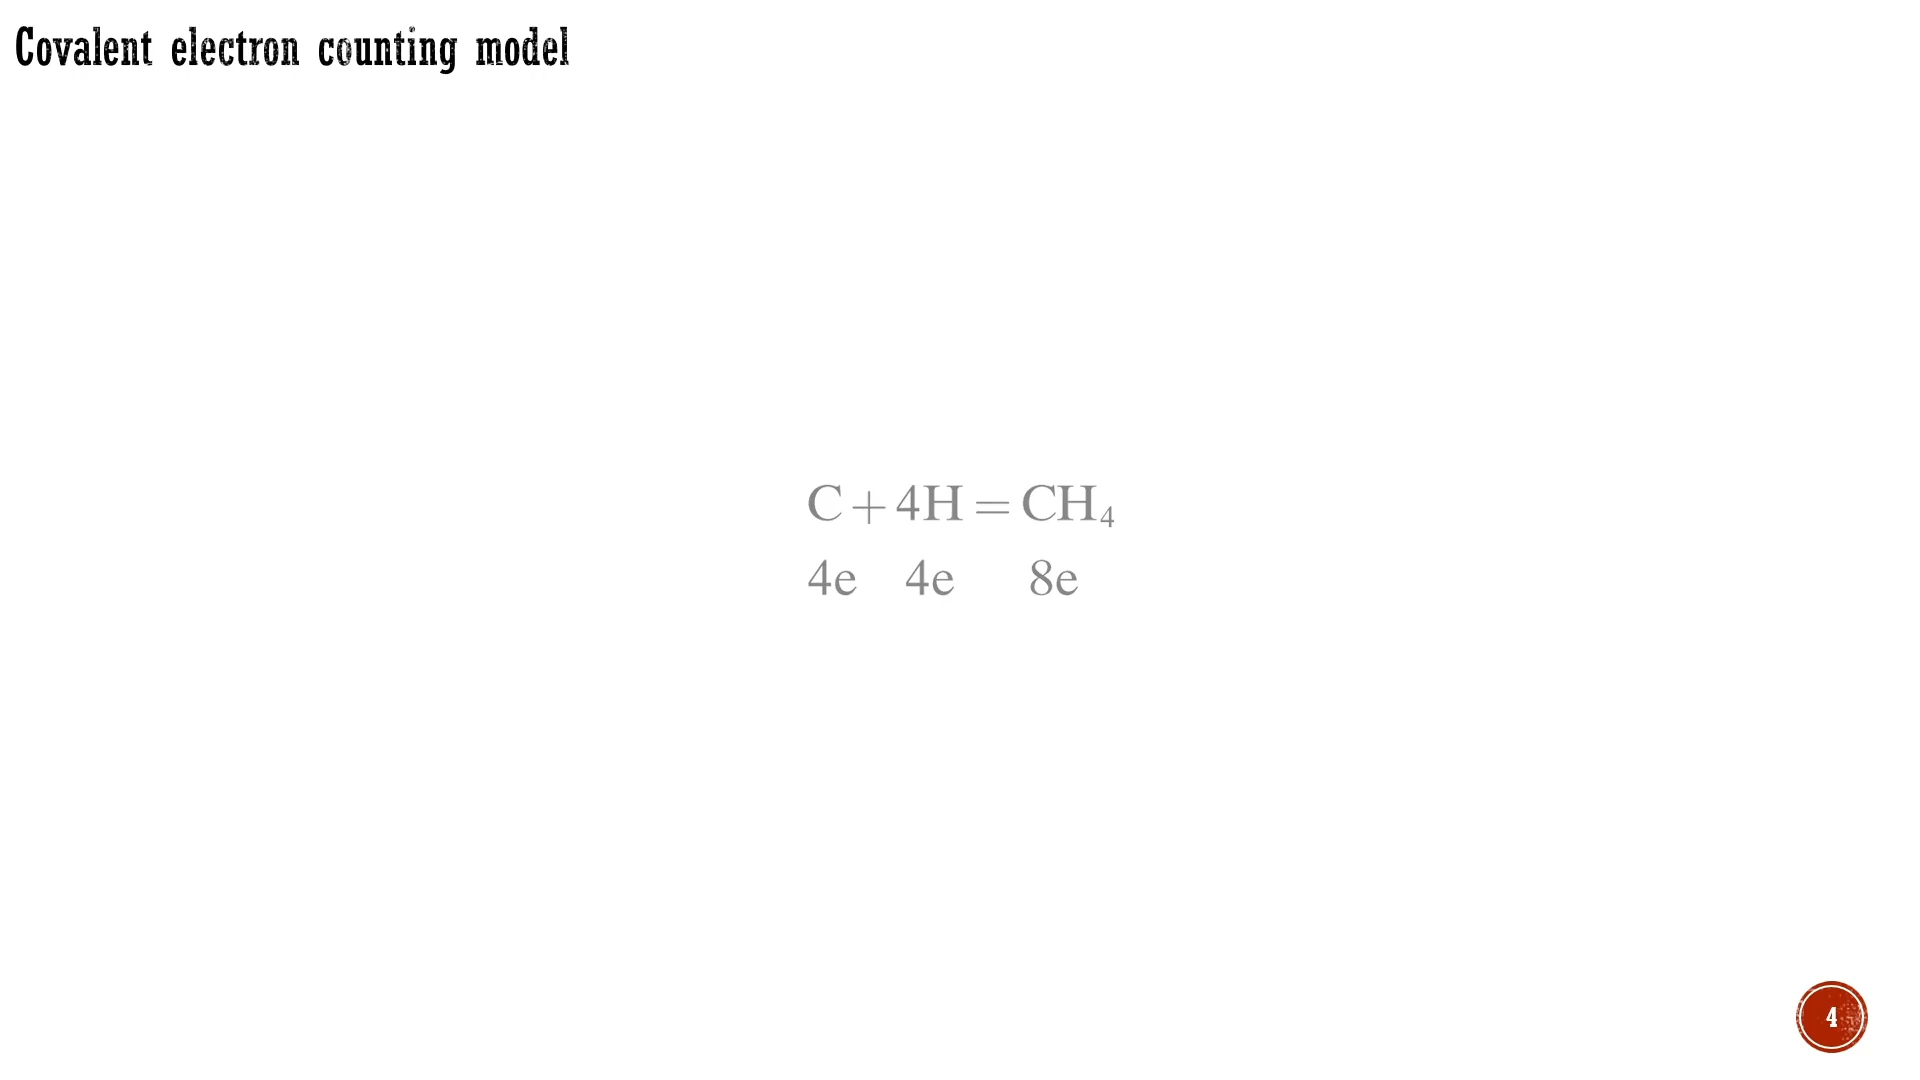 Covalent electron counting model
C + 4H = CH₄
4e 4e 8e
4